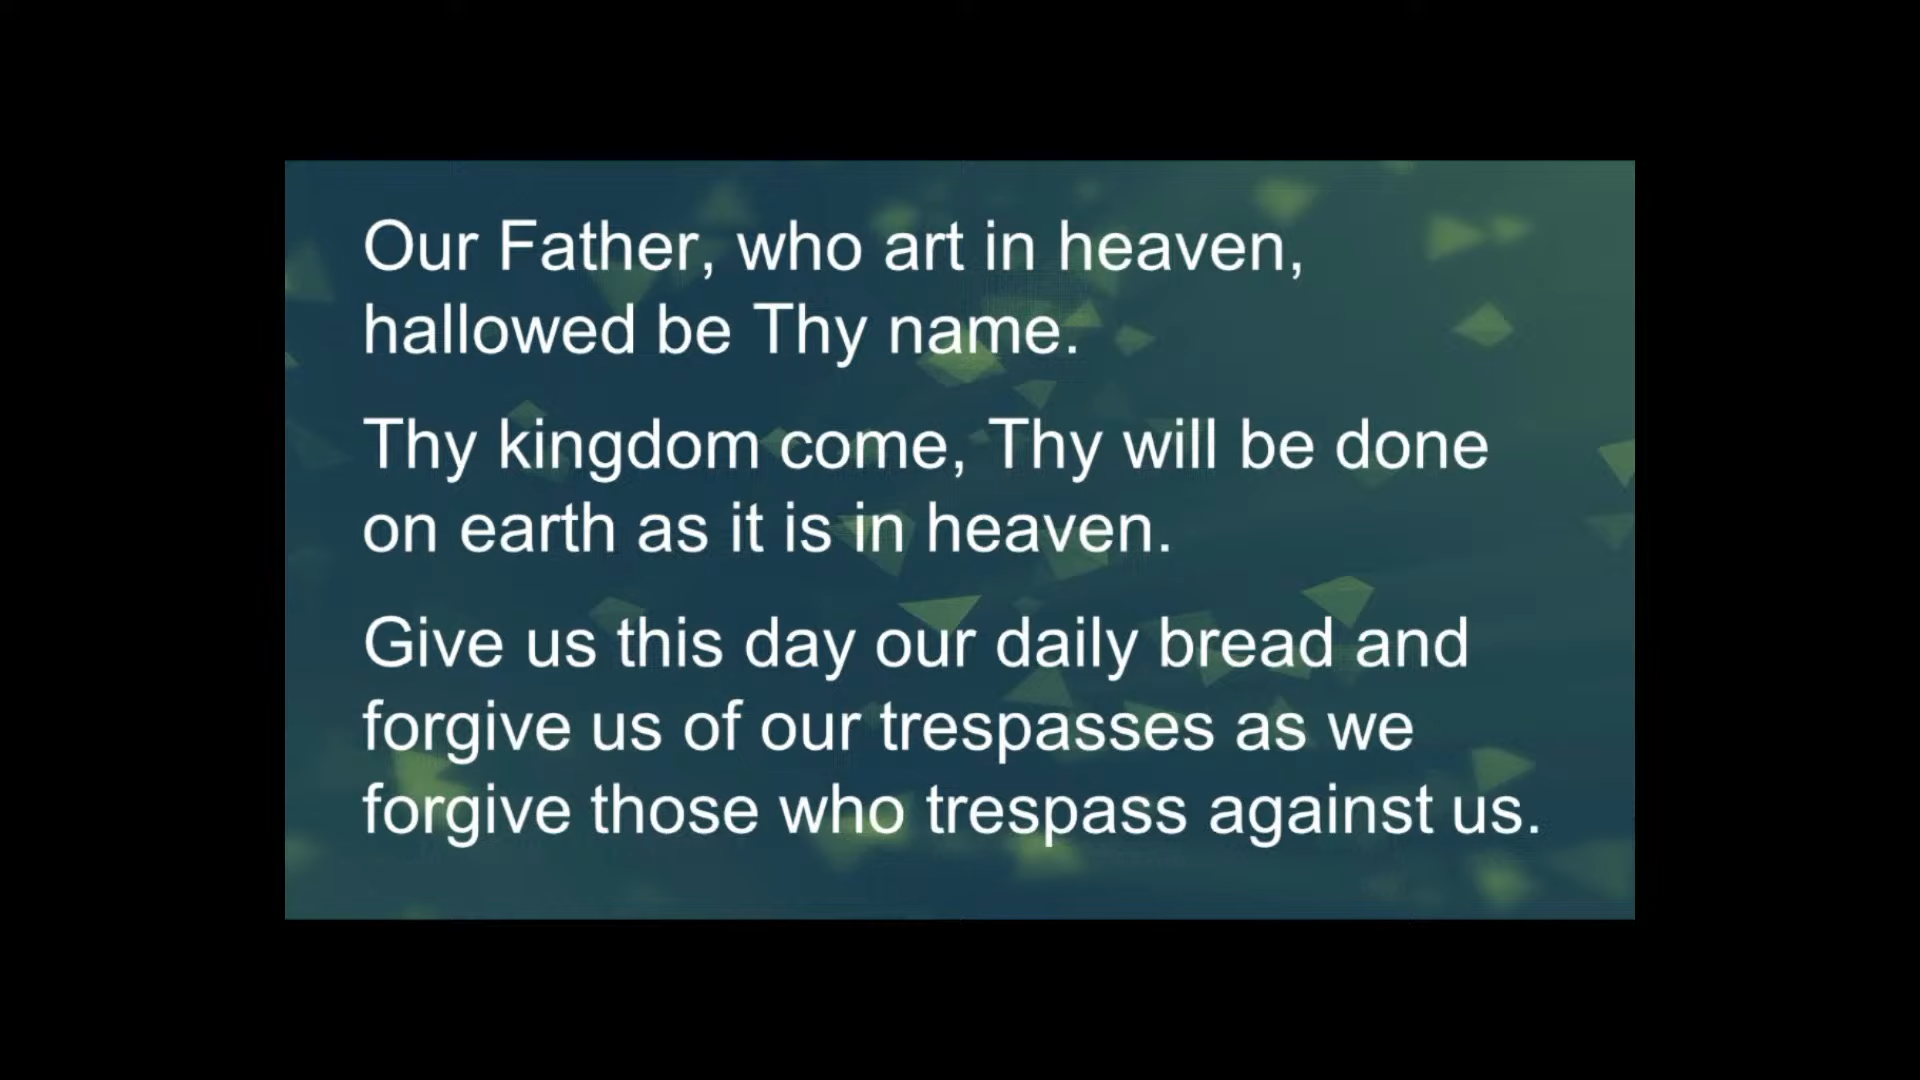 Our Father, who art in heaven,
hallowed be Thy name.
Thy kingdom come, Thy will be done
on earth as it is in heaven.
Give us this day our daily bread and
forgive us of our trespasses as we
forgive those who trespass against us.